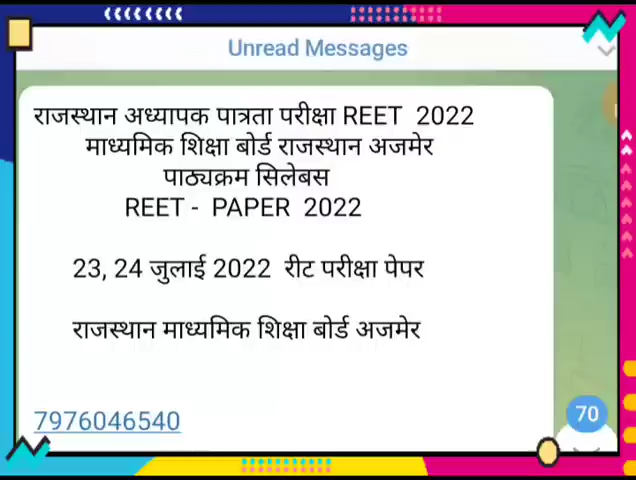 Unread Messages
राजस्थान अध्यापक पात्रता परीक्षा REET 2022
माध्यमिक शिक्षा बोर्ड राजस्थान अजमेर
पाठ्यक्रम सिलेबस
REET - PAPER 2022
23, 24 जुलाई 2022 रीट परीक्षा पेपर
राजस्थान माध्यमिक शिक्षा बोर्ड अजमेर
7976046540
70